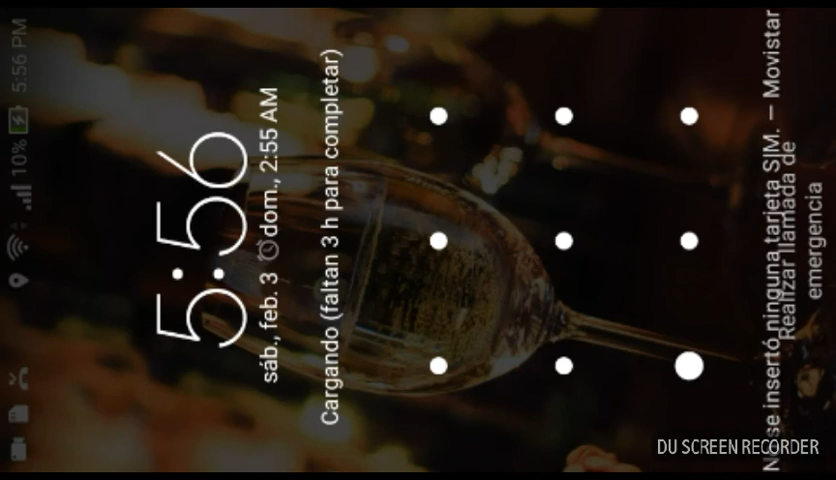 10% 5:56 PM
5:56
sáb., feb. 3 dom., 2:55 AM
Cargando (faltan 3 h para completar)
No se insertó ninguna tarjeta SIM. — Movistar
Realizar llamada de
emergencia
DU SCREEN RECORDER